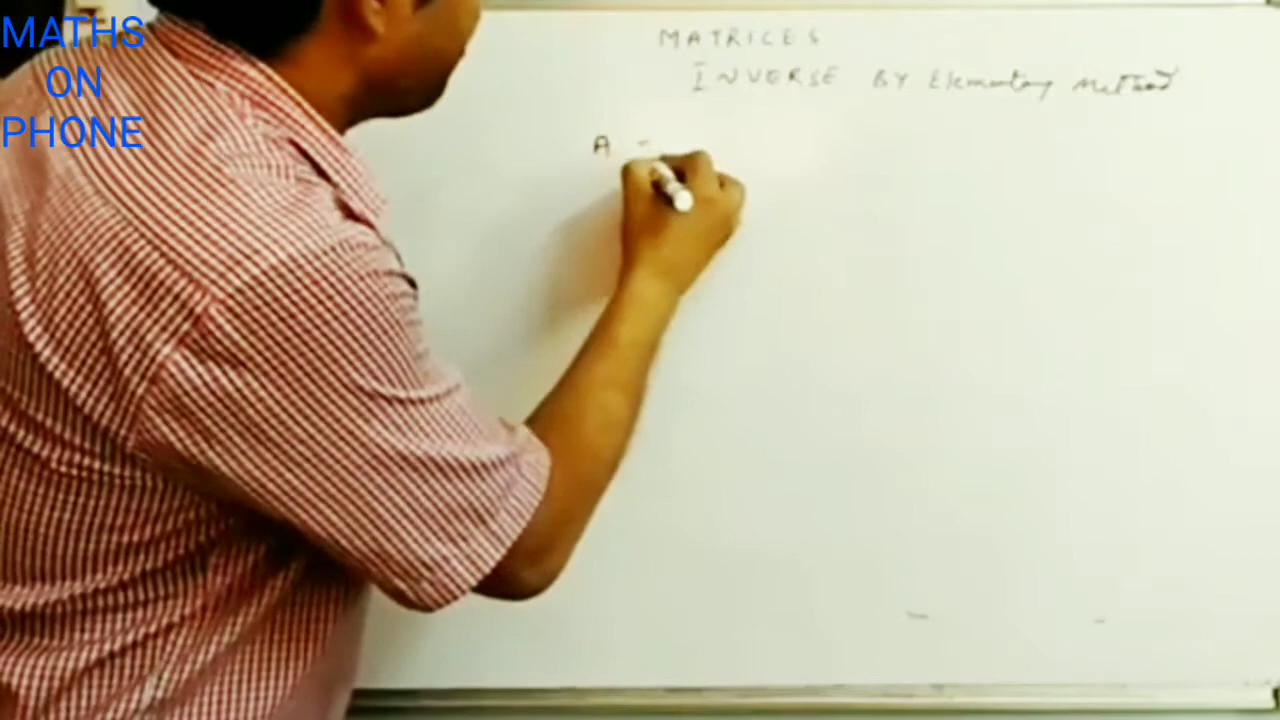 MATHS
ON
PHONE
MATRICES
INVERSE BY Elementary Method
A =